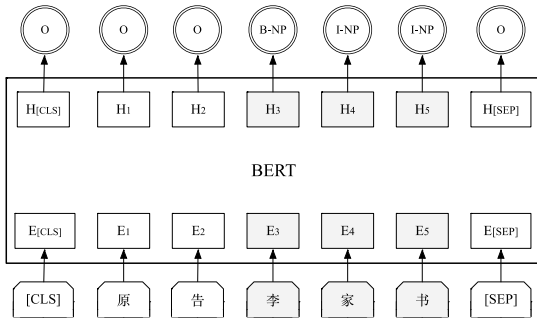 O O O B-NP I-NP I-NP O
H[CLS] H1 H2 H3 H4 H5 H[SEP]
BERT
E[CLS] E1 E2 E3 E4 E5 E[SEP]
[CLS] 原 告 李 家 书 [SEP]